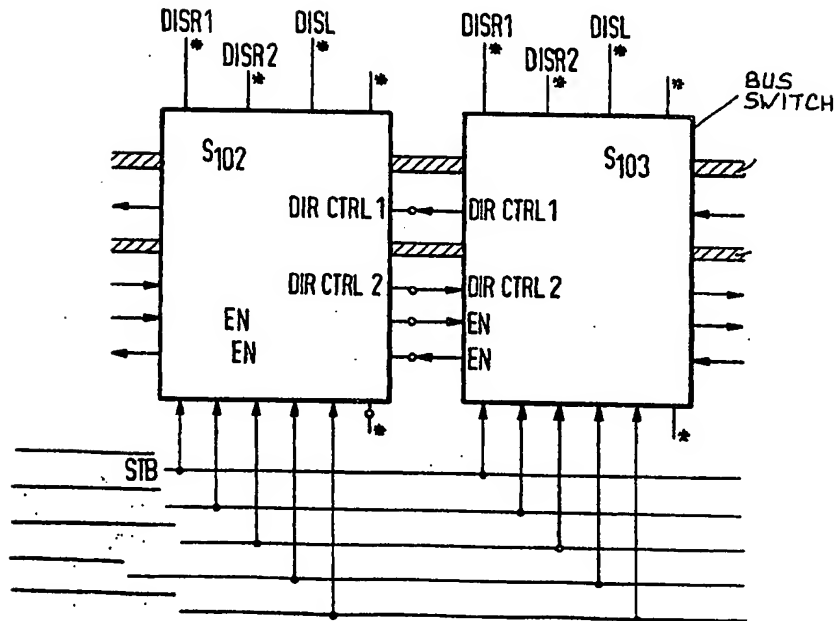 DISR1 * DISL * DISR1 * DISL *
DISR2 * * DISR2 * *
BUS SWITCH
S102 S103
DIR CTRL 1 DIR CTRL 1
DIR CTRL 2 DIR CTRL 2
EN EN
EN EN
* *
STB